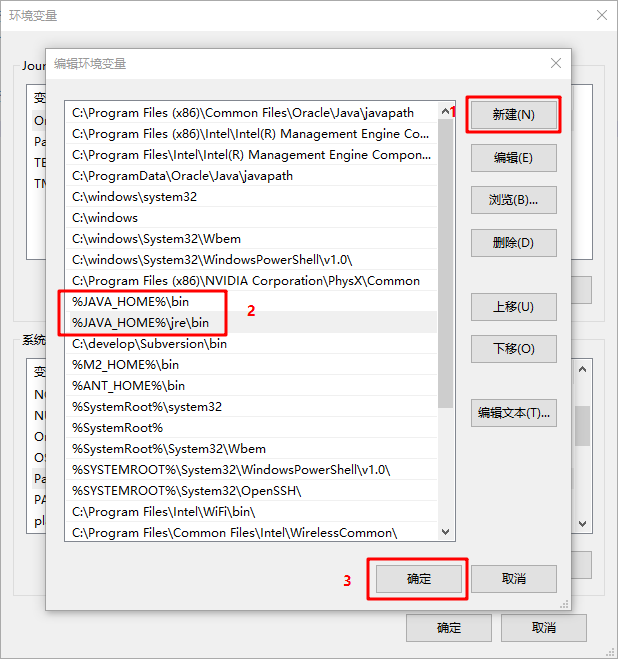 环境变量
Jour
变
Or
Pa
TE
TM
编辑环境变量
C:\Program Files (x86)\Common Files\Oracle\Java\javapath
C:\Program Files (x86)\Intel\Intel(R) Management Engine Co...
C:\Program Files\Intel\Intel(R) Management Engine Compon...
C:\ProgramData\Oracle\Java\javapath
C:\windows\system32
C:\windows
C:\windows\System32\Wbem
C:\windows\System32\WindowsPowerShell\v1.0\
C:\Program Files (x86)\NVIDIA Corporation\PhysX\Common
%JAVA_HOME%\bin
%JAVA_HOME%\jre\bin
C:\develop\Subversion\bin
%M2_HOME%\bin
%ANT_HOME%\bin
%SystemRoot%\system32
%SystemRoot%
%SystemRoot%\System32\Wbem
%SYSTEMROOT%\System32\WindowsPowerShell\v1.0\
%SYSTEMROOT%\System32\OpenSSH\
C:\Program Files\Intel\WiFi\bin\
C:\Program Files\Common Files\Intel\WirelessCommon\
1
新建(N)
编辑(E)
浏览(B)...
删除(D)
2
上移(U)
下移(O)
编辑文本(T)...
3
确定
取消
系统
变
NO
NU
On
OS
Pa
PA
pl
确定
取消